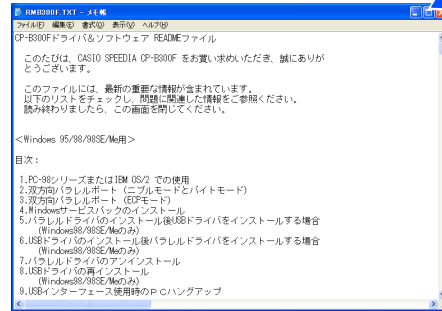 RMB300F.TXT - メモ帳
ファイル(F) 編集(E) 書式(O) 表示(V) ヘルプ(H)
CP-B300Fドライバ＆ソフトウェア READMEファイル
このたびは、CASIO SPEEDIA CP-B300F をお買い求めいただき、誠にありが
とうございます。
このファイルには、最新の重要な情報が含まれています。
以下のリストをチェックし、問題に関連した情報をご参照ください。
読み終わりましたら、この画面を閉じてください。
＜Windows 95/98/98SE/Me用＞
目次：
1.PC-98シリーズまたはIBM OS/2 での使用
2.双方向パラレルポート (ニブルモードとバイトモード)
3.双方向パラレルポート (ECPモード)
4.Windowsサービスパックのインストール
5.パラレルドライバのインストール後USBドライバをインストールする場合
(Windows98/98SE/Meのみ)
6.USBドライバのインストール後パラレルドライバをインストールする場合
(Windows98/98SE/Meのみ)
7.パラレルドライバのアンインストール
8.USBドライバの再インストール
(Windows98/98SE/Meのみ)
9.USBインターフェース使用時のＰＣハングアップ